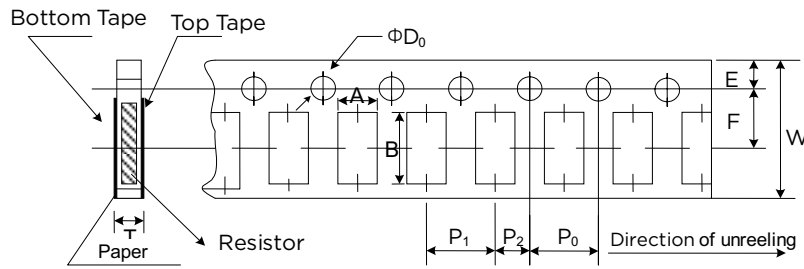 Bottom Tape
Top Tape
ΦD₀
A
B
E
F
W
T
Paper
Resistor
P₁
P₂
P₀
Direction of unreeling